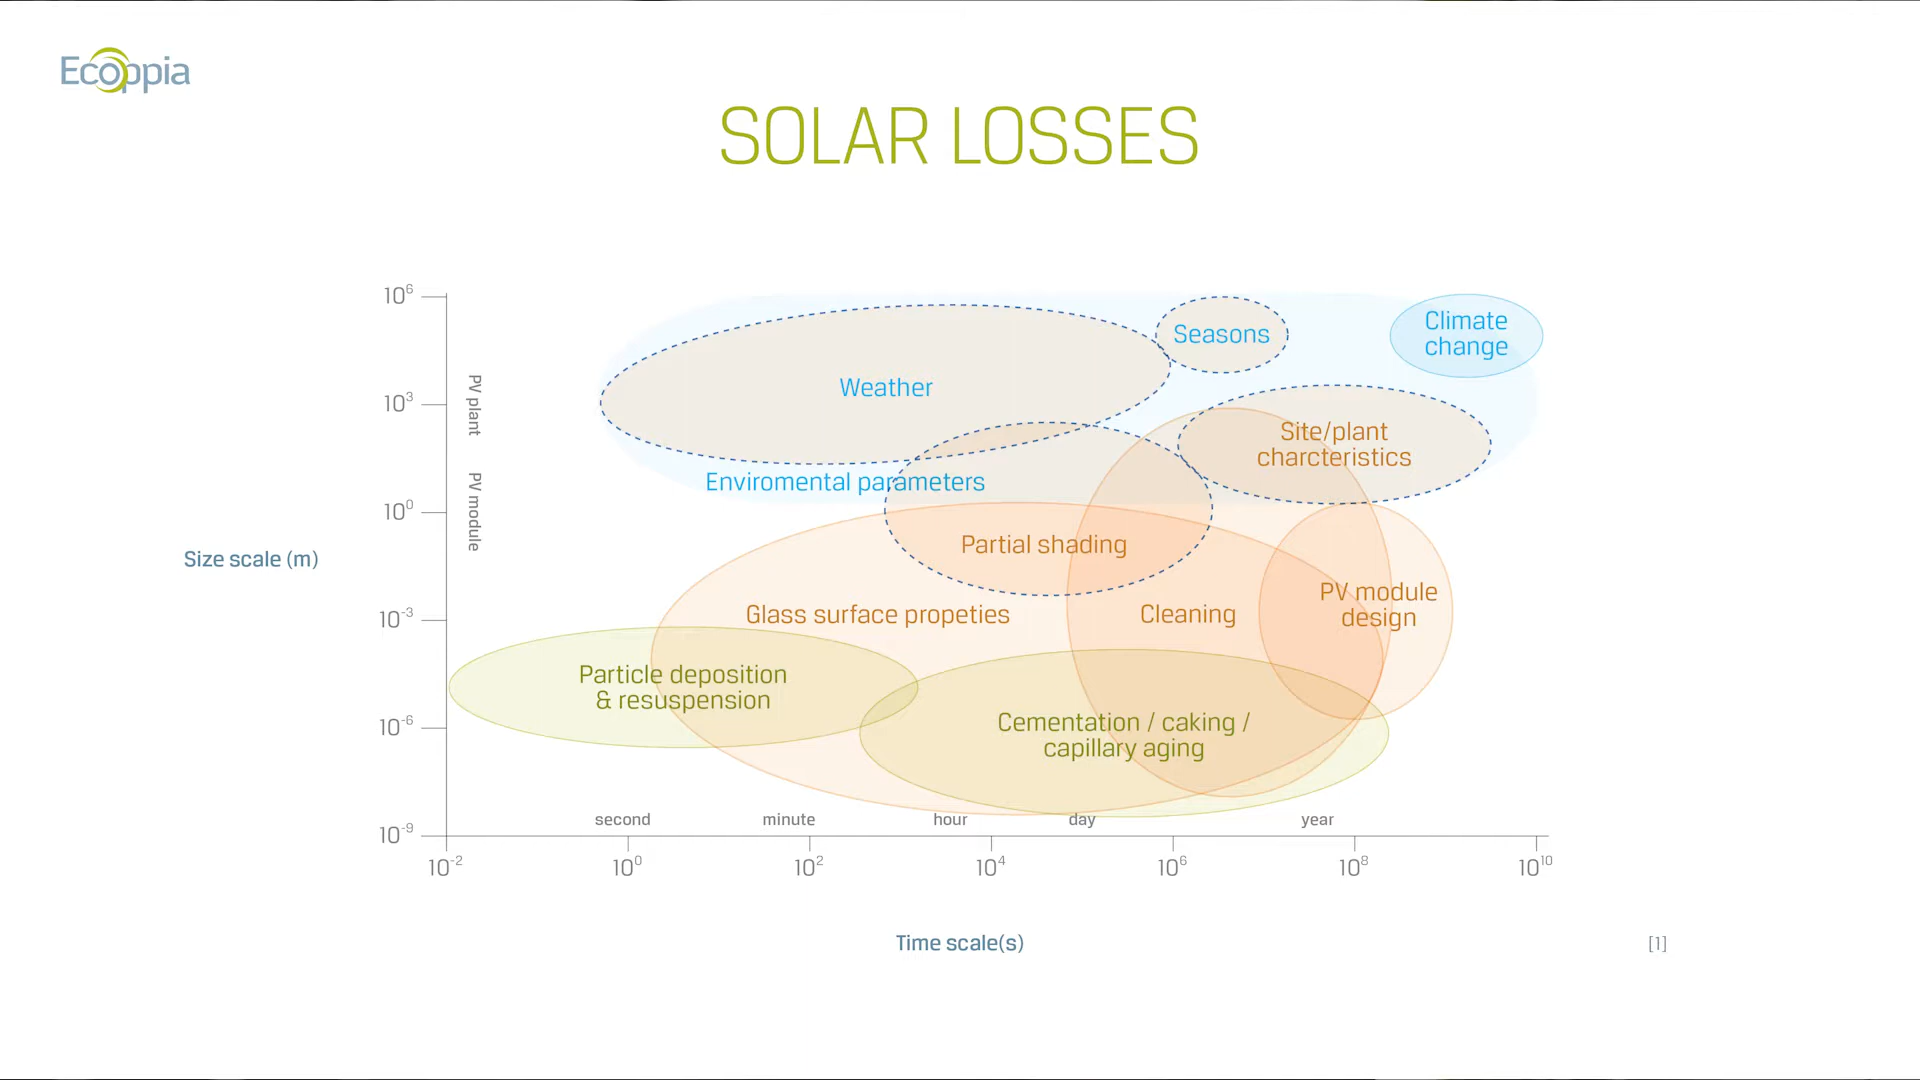 Ecoppia
SOLAR LOSSES
10⁶
10³
10⁰
10⁻³
10⁻⁶
10⁻⁹
Size scale (m)
PV plant
PV module
Weather
Seasons
Climate
change
Site/plant
charcteristics
Enviromental parameters
Partial shading
Glass surface propeties
Cleaning
PV module
design
Particle deposition
& resuspension
Cementation / caking /
capillary aging
second minute hour day year
10⁻² 10⁰ 10² 10⁴ 10⁶ 10⁸ 10¹⁰
Time scale(s)
[1]